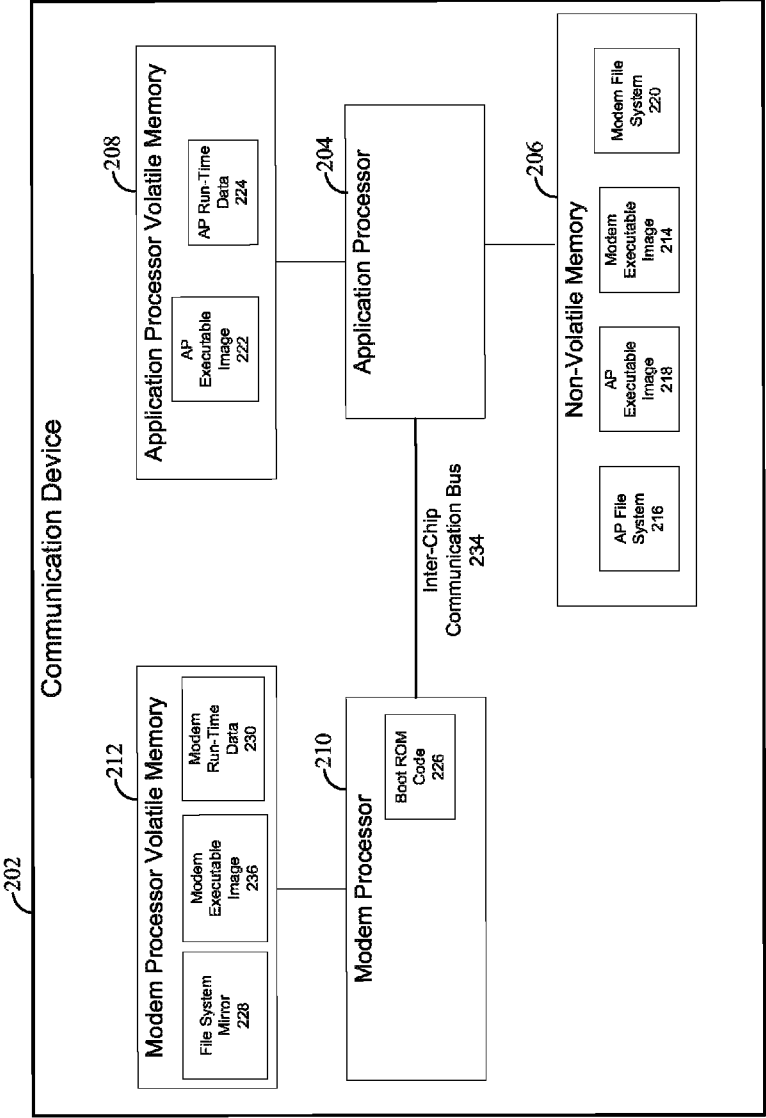 202
Communication Device
212
Modem Processor Volatile Memory
File System
Mirror
228
Modem
Executable
Image
236
Modem
Run-Time
Data
230
208
Application Processor Volatile Memory
AP
Executable
Image
222
AP Run-Time
Data
224
210
Modem Processor
Boot ROM
Code
226
Inter-Chip
Communication Bus
234
204
Application Processor
206
Non-Volatile Memory
AP File
System
216
AP
Executable
Image
218
Modem
Executable
Image
214
Modem File
System
220